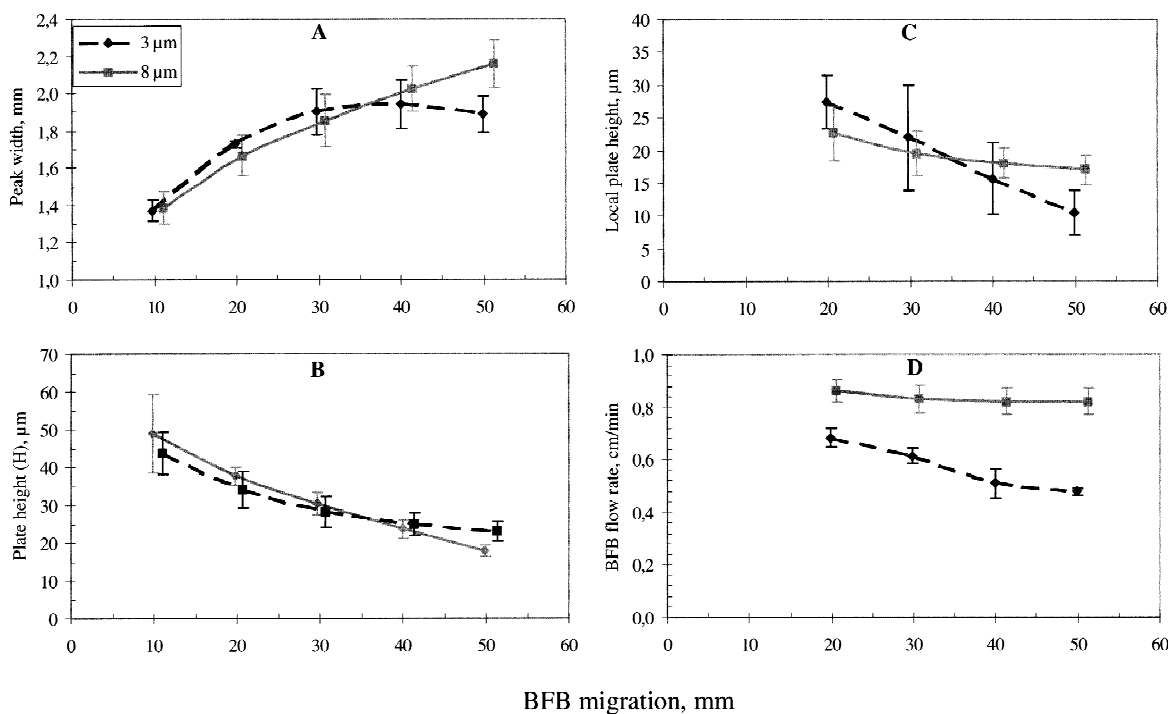 A
2,4
2,2
2,0
1,8
1,6
1,4
1,2
1,0
Peak width, mm
3 µm
8 µm
10 20 30 40 50 60
C
40
35
30
25
20
15
10
5
0
Local plate height, µm
0 10 20 30 40 50 60
B
70
60
50
40
30
20
10
0
Plate height (H), µm
0 10 20 30 40 50 60
D
1,0
0,8
0,6
0,4
0,2
0,0
BFB flow rate, cm/min
0 10 20 30 40 50 60
BFB migration, mm